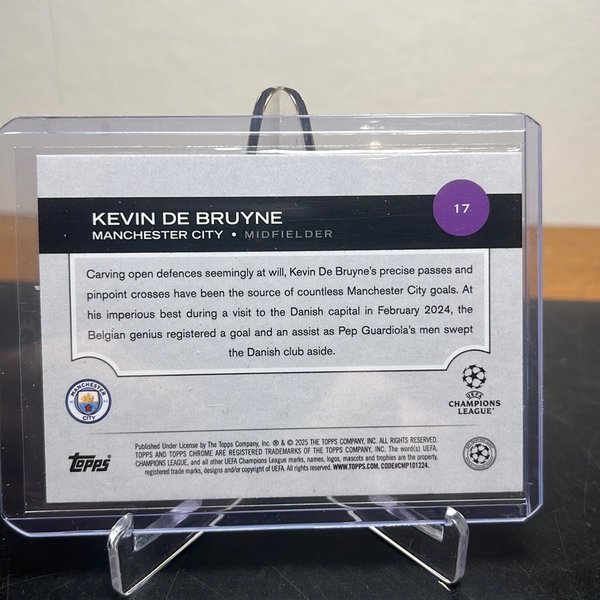 17
KEVIN DE BRUYNE
MANCHESTER CITY • MIDFIELDER
Carving open defences seemingly at will, Kevin De Bruyne's precise passes and
pinpoint crosses have been the source of countless Manchester City goals. At
his imperious best during a visit to the Danish capital in February 2024, the
Belgian genius registered a goal and an assist as Pep Guardiola's men swept
the Danish club aside.
MANCHESTER
CITY
UEFA
CHAMPIONS
LEAGUE
Topps
Published Under License by The Topps Company, Inc. ® & © 2025 THE TOPPS COMPANY, INC. ALL RIGHTS RESERVED.
TOPPS AND TOPPS CHROME ARE REGISTERED TRADEMARKS OF THE TOPPS COMPANY, INC. The word(s) UEFA,
CHAMPIONS LEAGUE, and all other UEFA Champions League marks, names, logos, mascots and trophies are the property,
registered trade marks, designs and/or copyright of UEFA. All rights reserved. WWW.TOPPS.COM. CODE#CMP101224.